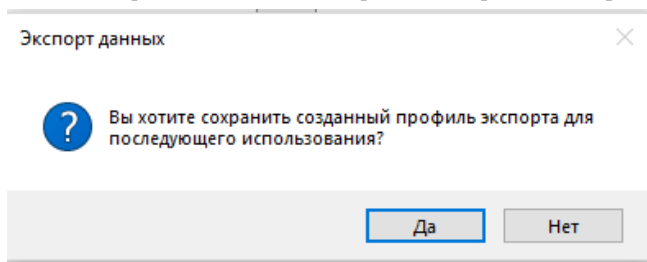 Экспорт данных
Вы хотите сохранить созданный профиль экспорта для
последующего использования?
Да
Нет